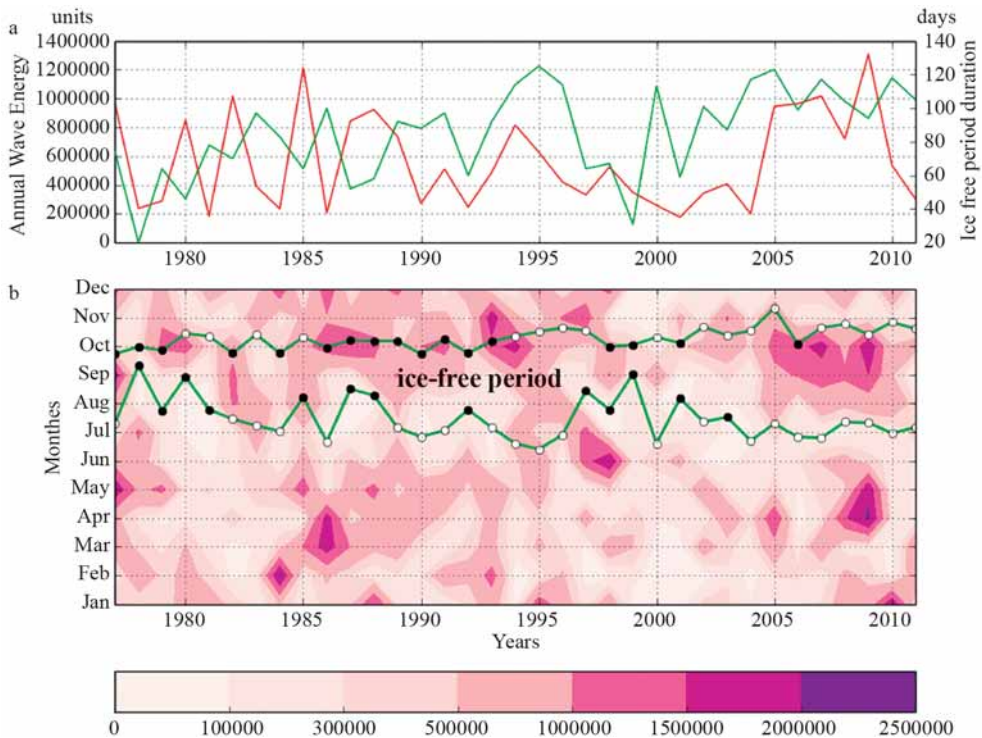 a units days
1400000 140
1200000 120
1000000 100
800000 80
600000 60
400000 40
200000
0 20
Annual Wave Energy
Ice free period duration
1980 1985 1990 1995 2000 2005 2010
b
Dec
Nov
Oct
Sep
Aug
Jul
Jun
May
Apr
Mar
Feb
Jan
Monthes
ice-free period
1980 1985 1990 1995 2000 2005 2010
Years
0 100000 300000 500000 1000000 1500000 2000000 2500000